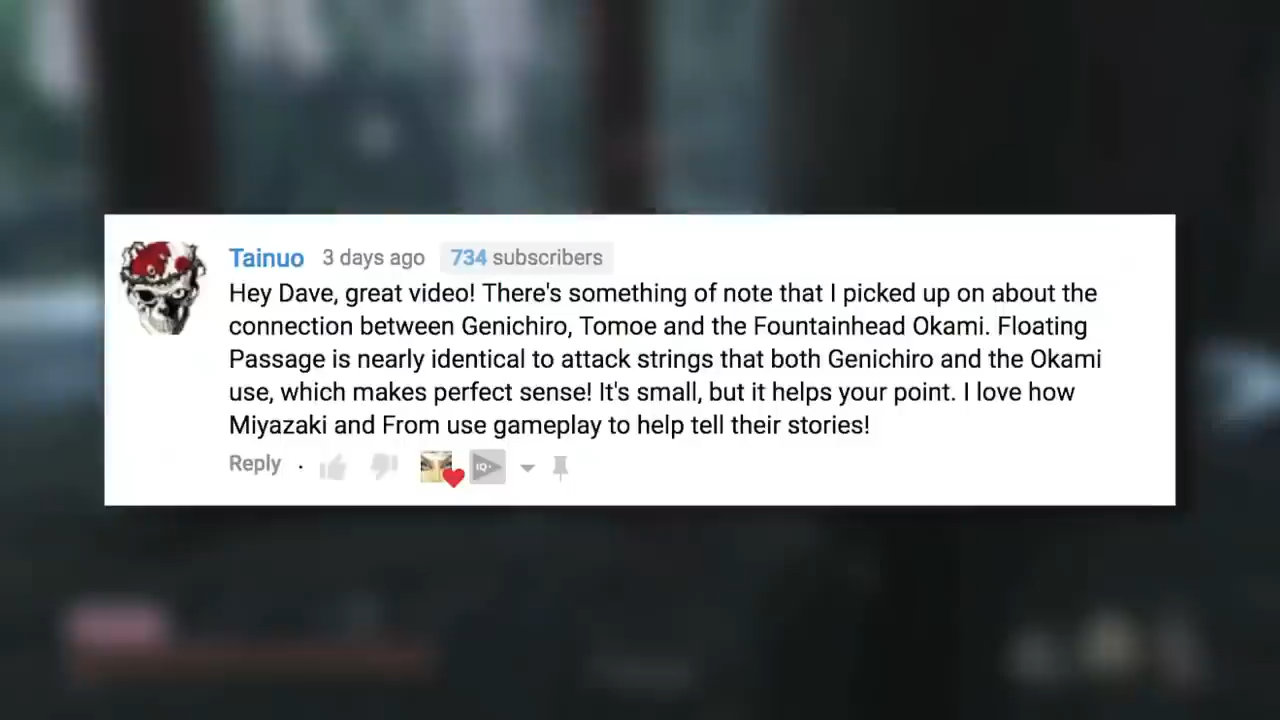 Tainuo 3 days ago 734 subscribers
Hey Dave, great video! There's something of note that I picked up on about the
connection between Genichiro, Tomoe and the Fountainhead Okami. Floating
Passage is nearly identical to attack strings that both Genichiro and the Okami
use, which makes perfect sense! It's small, but it helps your point. I love how
Miyazaki and From use gameplay to help tell their stories!
Reply · IQ+